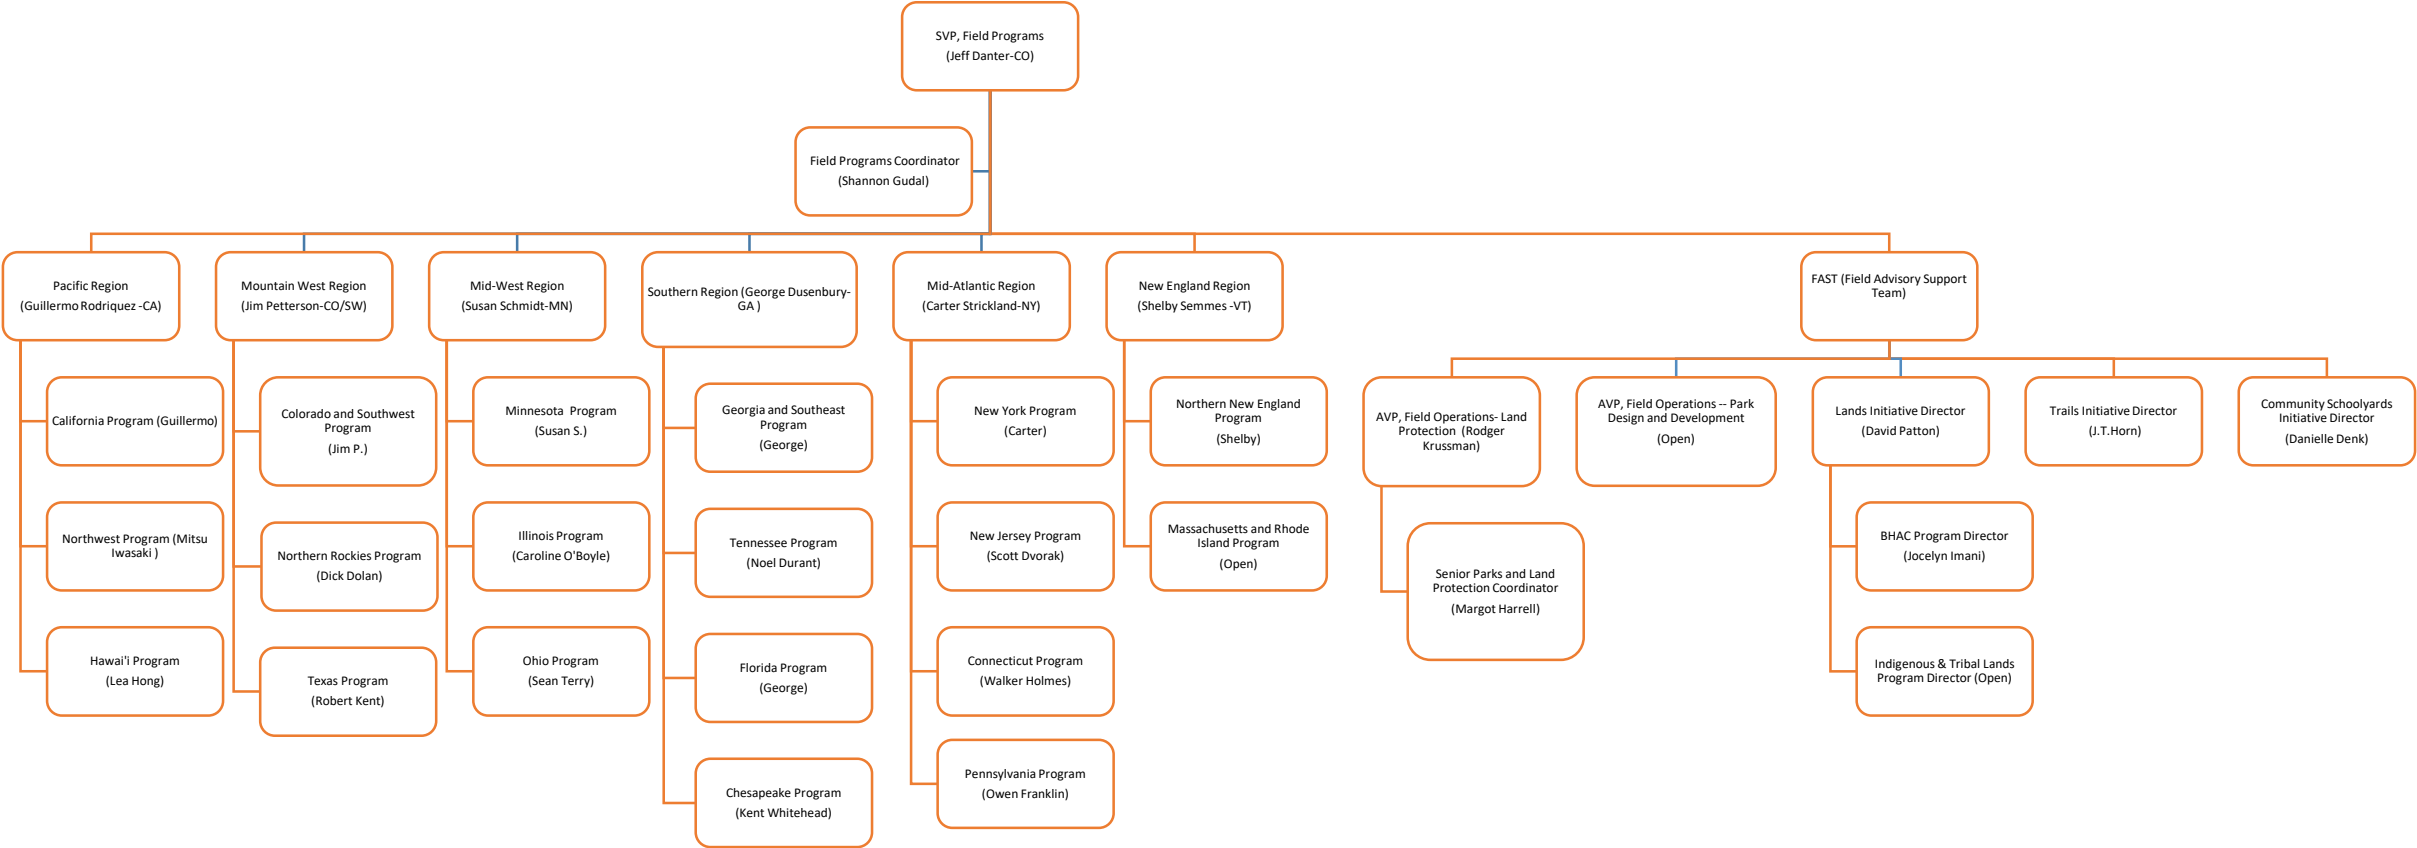 SVP, Field Programs
(Jeff Danter-CO)
Field Programs Coordinator
(Shannon Gudal)
Pacific Region
(Guillermo Rodriquez -CA)
Mountain West Region
(Jim Petterson-CO/SW)
Mid-West Region
(Susan Schmidt-MN)
Southern Region (George Dusenbury-
GA )
Mid-Atlantic Region
(Carter Strickland-NY)
New England Region
(Shelby Semmes -VT)
FAST (Field Advisory Support
Team)
California Program (Guillermo)
Northwest Program (Mitsu
Iwasaki )
Hawai'i Program
(Lea Hong)
Colorado and Southwest
Program
(Jim P.)
Northern Rockies Program
(Dick Dolan)
Texas Program
(Robert Kent)
Minnesota  Program
(Susan S.)
Illinois Program
(Caroline O'Boyle)
Ohio Program
(Sean Terry)
Georgia and Southeast
Program
(George)
Tennessee Program
(Noel Durant)
Florida Program
(George)
Chesapeake Program
(Kent Whitehead)
New York Program
(Carter)
New Jersey Program
(Scott Dvorak)
Connecticut Program
(Walker Holmes)
Pennsylvania Program
(Owen Franklin)
Northern New England
Program
(Shelby)
Massachusetts and Rhode
Island Program
(Open)
AVP, Field Operations- Land
Protection  (Rodger
Krussman)
Senior Parks and Land
Protection Coordinator
(Margot Harrell)
AVP, Field Operations -- Park
Design and Development
(Open)
Lands Initiative Director
(David Patton)
BHAC Program Director
(Jocelyn Imani)
Indigenous & Tribal Lands
Program Director (Open)
Trails Initiative Director
(J.T.Horn)
Community Schoolyards
Initiative Director
(Danielle Denk)